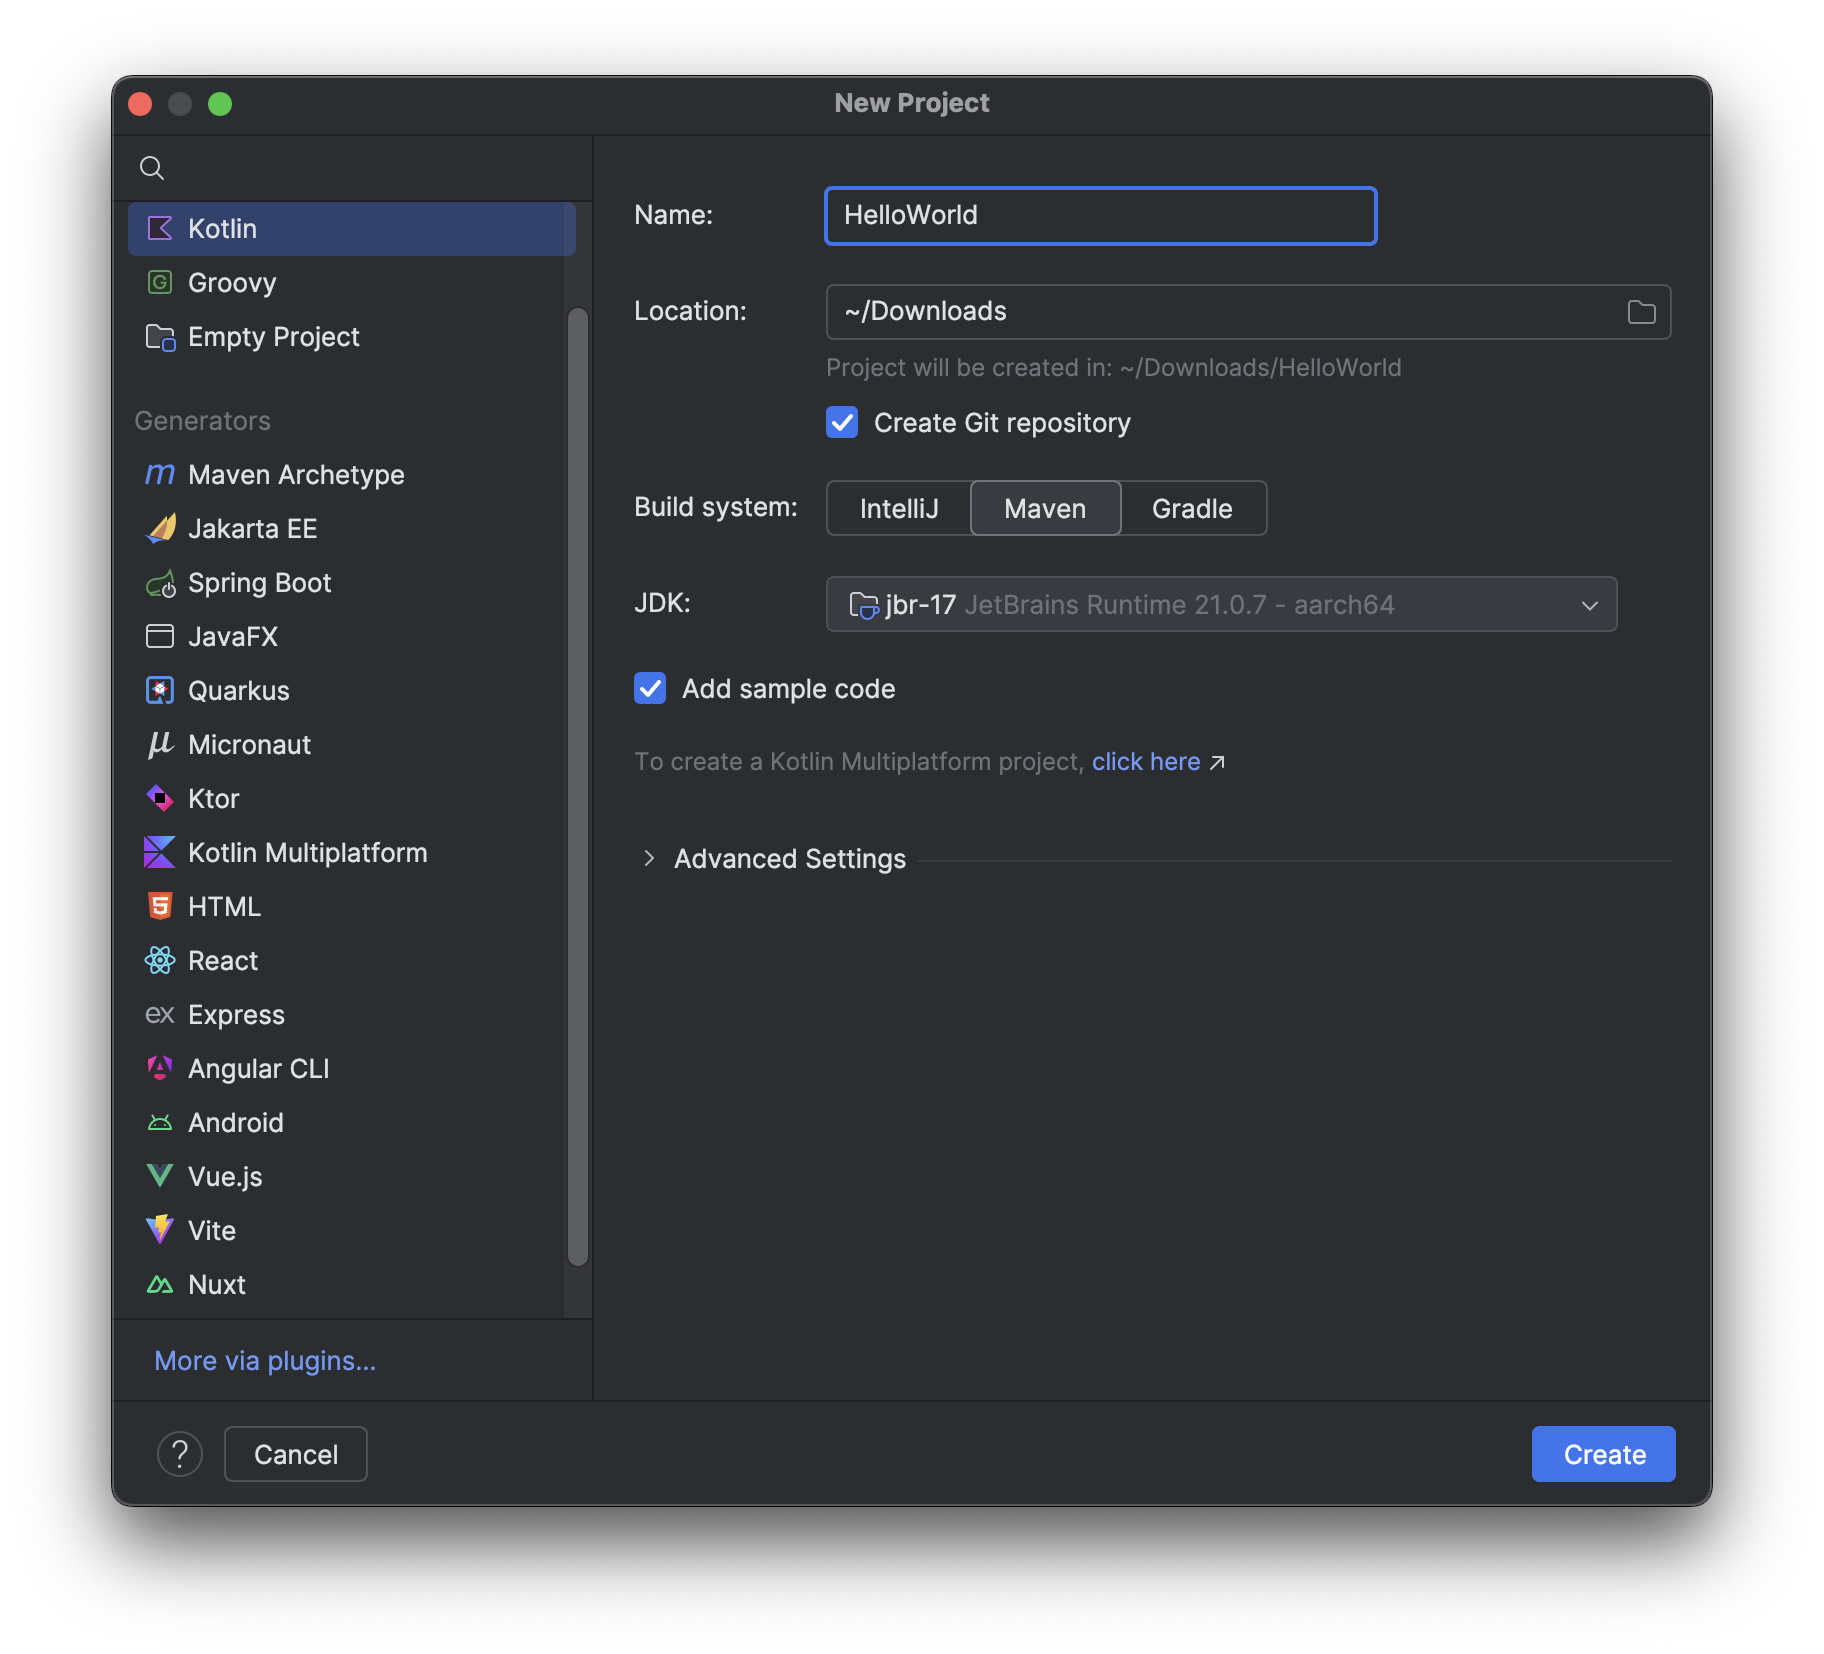 New Project
Kotlin
Groovy
Empty Project
Generators
Maven Archetype
Jakarta EE
Spring Boot
JavaFX
Quarkus
Micronaut
Ktor
Kotlin Multiplatform
HTML
React
ex Express
Angular CLI
Android
Vue.js
Vite
Nuxt
More via plugins...
Name: HelloWorld
Location: ~/Downloads
Project will be created in: ~/Downloads/HelloWorld
Create Git repository
Build system: IntelliJ Maven Gradle
JDK: jbr-17 JetBrains Runtime 21.0.7 - aarch64
Add sample code
To create a Kotlin Multiplatform project, click here ↗
Advanced Settings
? Cancel Create